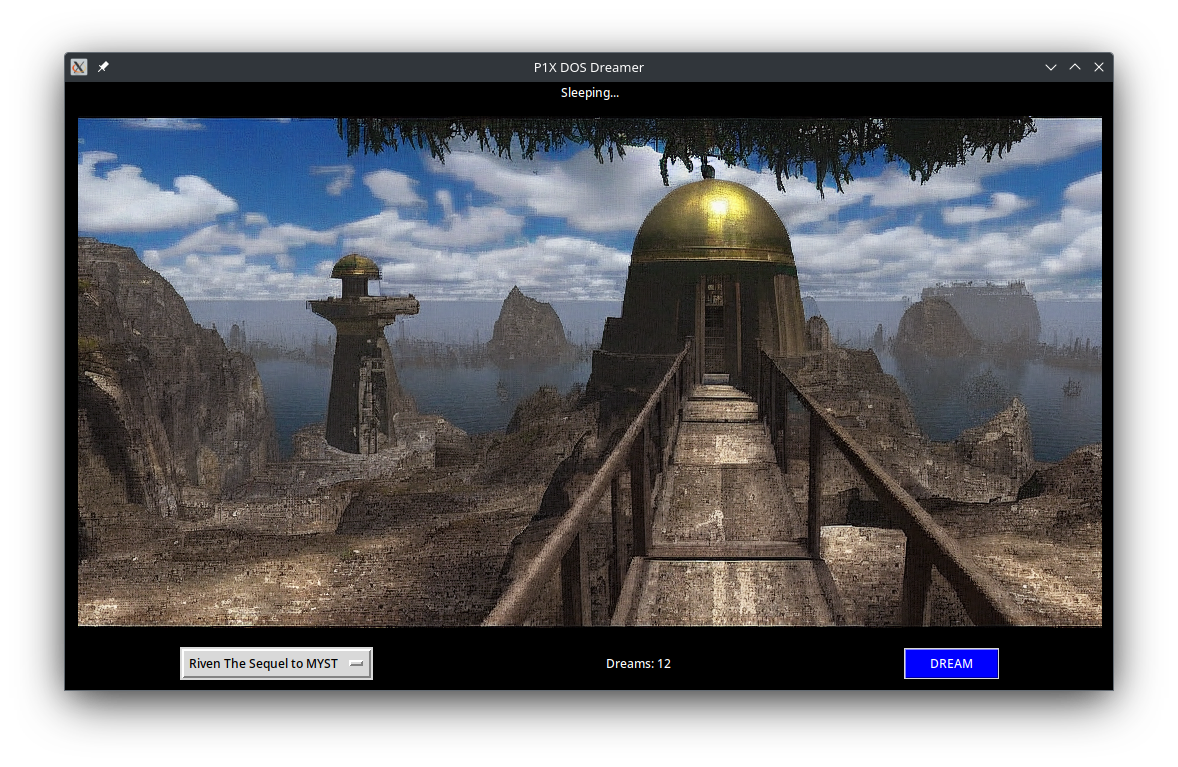 P1X DOS Dreamer
Sleeping...
Riven The Sequel to MYST
Dreams: 12
DREAM